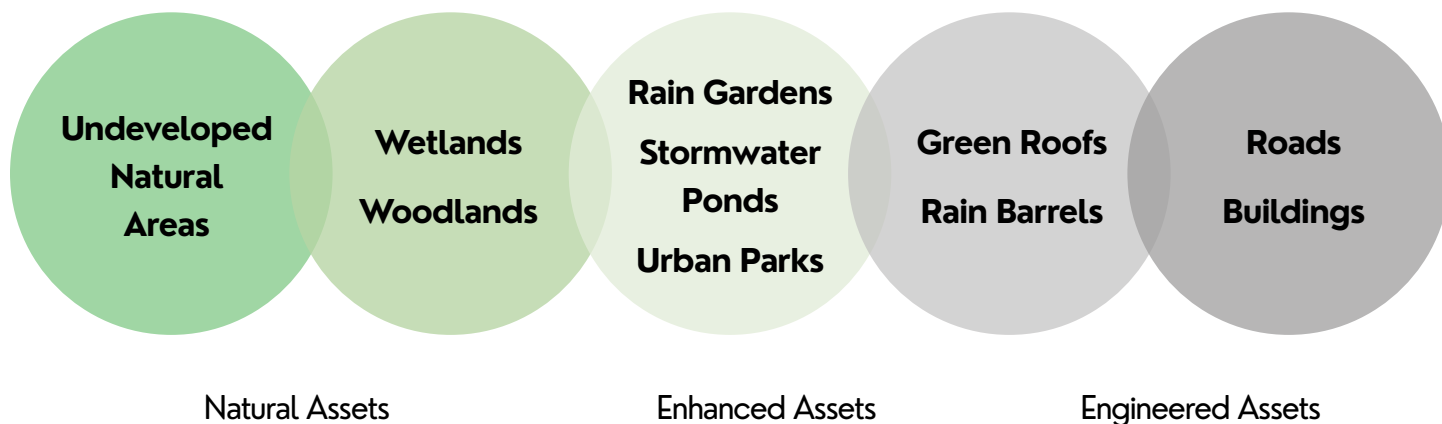 Undeveloped
Natural
Areas
Wetlands
Woodlands
Rain Gardens
Stormwater
Ponds
Urban Parks
Green Roofs
Rain Barrels
Roads
Buildings
Natural Assets
Enhanced Assets
Engineered Assets